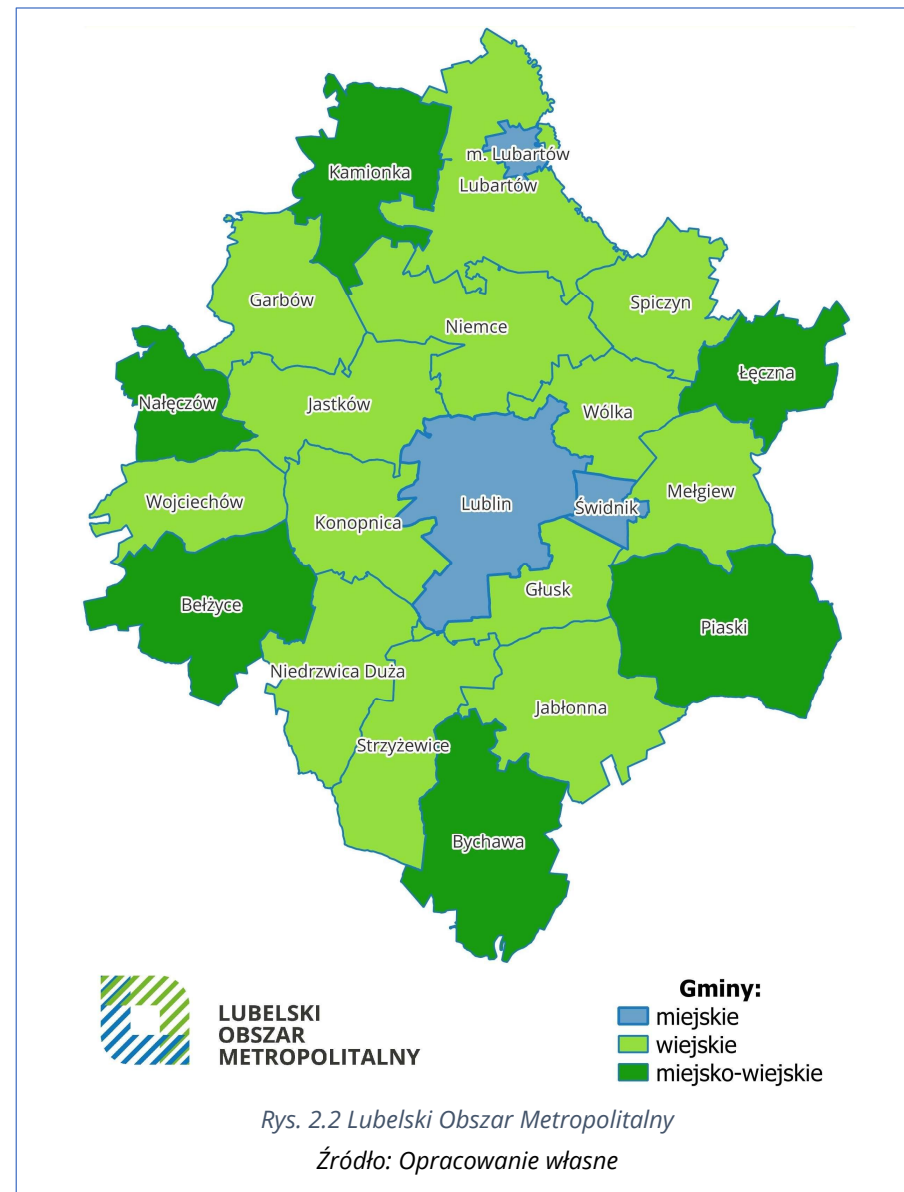 m. Lubartów
Kamionka
Lubartów
Garbów
Spiczyn
Niemce
Łęczna
Nałęczów
Jastków
Wólka
Mełgiew
Wojciechów
Lublin
Świdnik
Konopnica
Głusk
Bełżyce
Piaski
Niedrzwica Duża
Jabłonna
Strzyżewice
Bychawa
LUBELSKI
OBSZAR
METROPOLITALNY
Gminy:
miejskie
wiejskie
miejsko-wiejskie
Rys. 2.2 Lubelski Obszar Metropolitalny
Źródło: Opracowanie własne